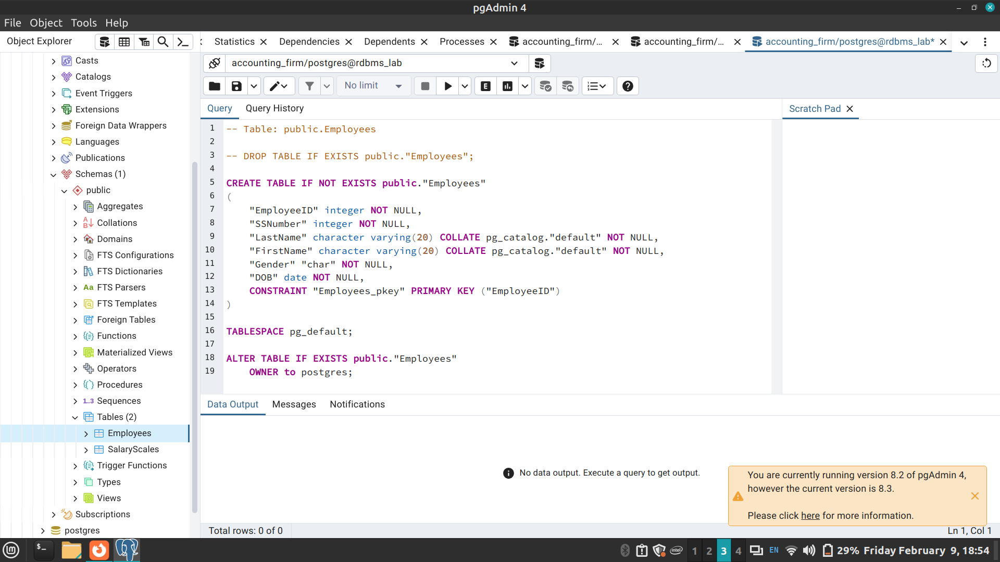 pgAdmin 4
File Object Tools Help
Object Explorer
Statistics
Dependencies
Dependents
Processes
accounting_firm/...
accounting_firm/...
accounting_firm/postgres@rdbms_lab*
accounting_firm/postgres@rdbms_lab
No limit
E
Query
Query History
Scratch Pad
Casts
Catalogs
Event Triggers
Extensions
Foreign Data Wrappers
Languages
Publications
Schemas (1)
public
Aggregates
Collations
Domains
FTS Configurations
FTS Dictionaries
Aa FTS Parsers
FTS Templates
Foreign Tables
Functions
Materialized Views
Operators
Procedures
1..3 Sequences
Tables (2)
Employees
SalaryScales
Trigger Functions
Types
Views
Subscriptions
postgres
1 -- Table: public.Employees
2
3 -- DROP TABLE IF EXISTS public."Employees";
4
5 CREATE TABLE IF NOT EXISTS public."Employees"
6 (
7 "EmployeeID" integer NOT NULL,
8 "SSNumber" integer NOT NULL,
9 "LastName" character varying(20) COLLATE pg_catalog."default" NOT NULL,
10 "FirstName" character varying(20) COLLATE pg_catalog."default" NOT NULL,
11 "Gender" "char" NOT NULL,
12 "DOB" date NOT NULL,
13 CONSTRAINT "Employees_pkey" PRIMARY KEY ("EmployeeID")
14 )
15
16 TABLESPACE pg_default;
17
18 ALTER TABLE IF EXISTS public."Employees"
19 OWNER to postgres;
Data Output
Messages
Notifications
No data output. Execute a query to get output.
You are currently running version 8.2 of pgAdmin 4,
however the current version is 8.3.
Please click here for more information.
Total rows: 0 of 0
Ln 1, Col 1
intel
1 2 3 4
EN
29% Friday February 9, 18:54